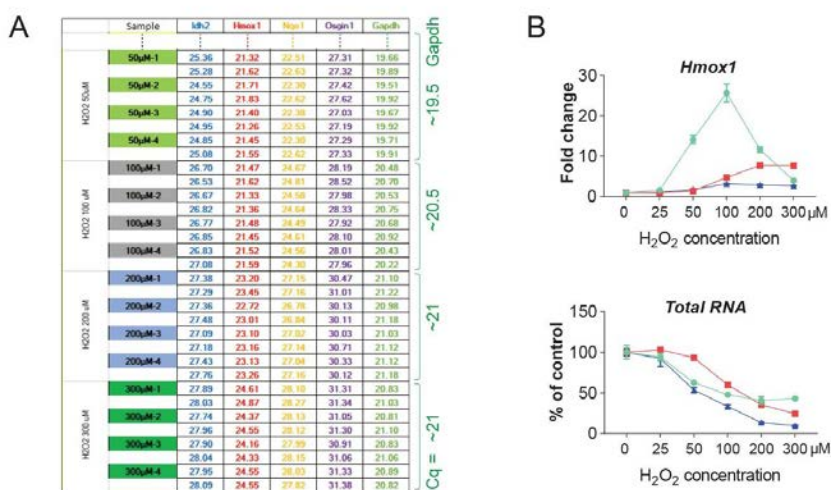 A
Sample Idh2 Hmox1 Nqo1 Osgin1 Gapdh
H2O2 50uM
50µM-1 25.36 21.32 22.51 27.31 19.66
25.28 21.62 22.63 27.32 19.89
50µM-2 24.55 21.71 22.30 27.42 19.51
24.75 21.83 22.62 27.62 19.92
50µM-3 24.90 21.40 22.38 27.03 19.67
24.95 21.26 22.53 27.19 19.92
50µM-4 24.85 21.45 22.30 27.29 19.71
25.08 21.55 22.62 27.33 19.91
H2O2 100 uM
100µM-1 26.70 21.47 24.67 28.19 20.48
26.53 21.62 24.81 28.52 20.70
100µM-2 26.67 21.33 24.58 27.98 20.53
26.82 21.36 24.64 28.33 20.75
100µM-3 26.77 21.48 24.49 27.92 20.68
26.85 21.45 24.61 28.10 20.92
100µM-4 26.83 21.52 24.56 28.01 20.43
27.08 21.59 24.30 27.96 20.22
H2O2 200 uM
200µM-1 27.38 23.20 27.15 30.47 21.10
27.29 23.45 27.16 31.01 21.22
200µM-2 27.36 22.72 26.78 30.13 20.98
27.48 23.01 26.84 30.11 21.18
200µM-3 27.09 23.10 27.02 30.03 21.03
27.18 23.16 27.14 30.71 21.12
200µM-4 27.43 23.13 27.04 30.33 21.12
27.76 23.26 27.16 30.12 21.18
H2O2 300 uM
300µM-1 27.89 24.61 28.10 31.31 20.83
28.03 24.87 28.27 31.34 21.03
300µM-2 27.74 24.37 28.13 31.05 20.81
27.96 24.55 28.12 31.30 21.10
300µM-3 27.90 24.16 27.99 30.91 20.83
28.04 24.33 28.15 31.06 21.06
300µM-4 27.95 24.55 28.03 31.33 20.89
28.09 24.55 27.82 31.38 20.82
Gapdh
~19.5
~20.5
~21
Cq = ~21
B
Hmox1
Fold change
30
20
10
0
0 25 50 100 200 300 µM
H2O2 concentration
Total RNA
% of control
150
100
50
0
0 25 50 100 200 300 µM
H2O2 concentration